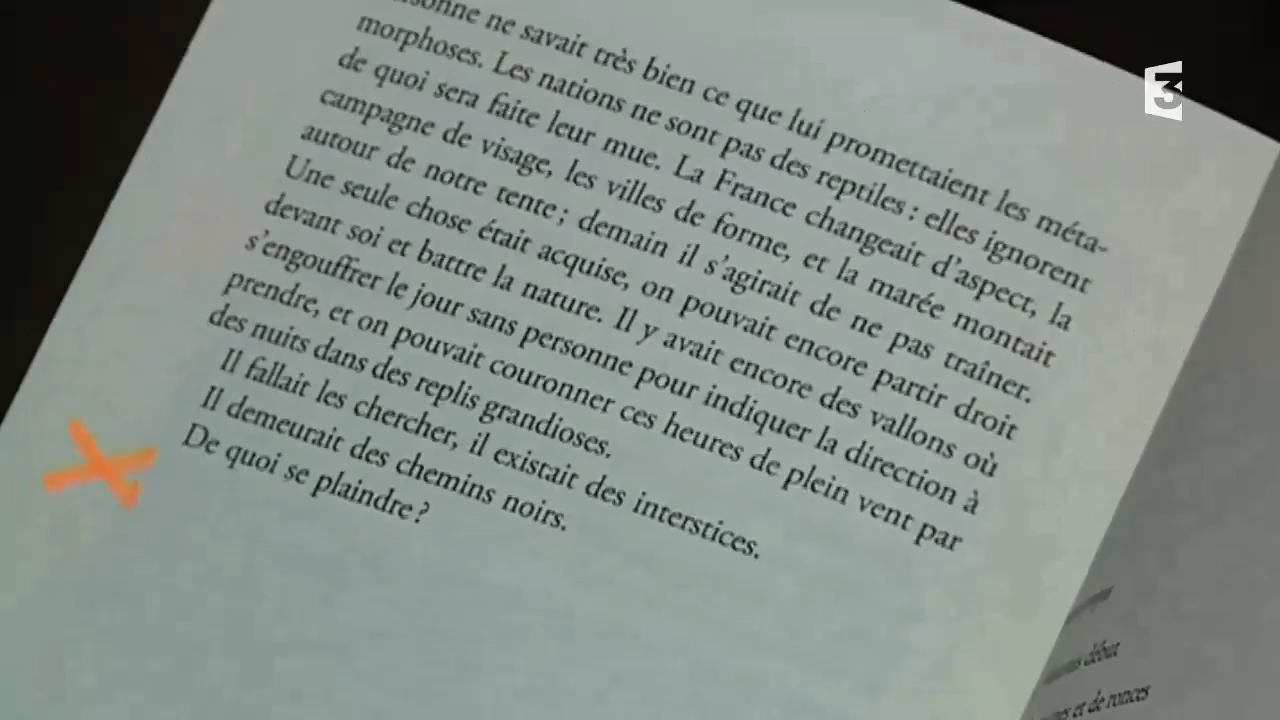 ne savait très bien ce que lui promettaient les méta-
morphoses. Les nations ne sont pas des reptiles : elles ignorent
de quoi sera faite leur mue. La France changeait d'aspect, la
campagne de visage, les villes de forme, et la marée montait
autour de notre tente ; demain il s'agirait de ne pas traîner.
Une seule chose était acquise, on pouvait encore partir droit
devant soi et battre la nature. Il y avait encore des vallons où
s'engouffrer le jour sans personne pour indiquer la direction à
prendre, et on pouvait couronner ces heures de plein vent par
des nuits dans des replis grandioses.
Il fallait les chercher, il existait des interstices.
Il demeurait des chemins noirs.
De quoi se plaindre ?
3
début
et de ronces